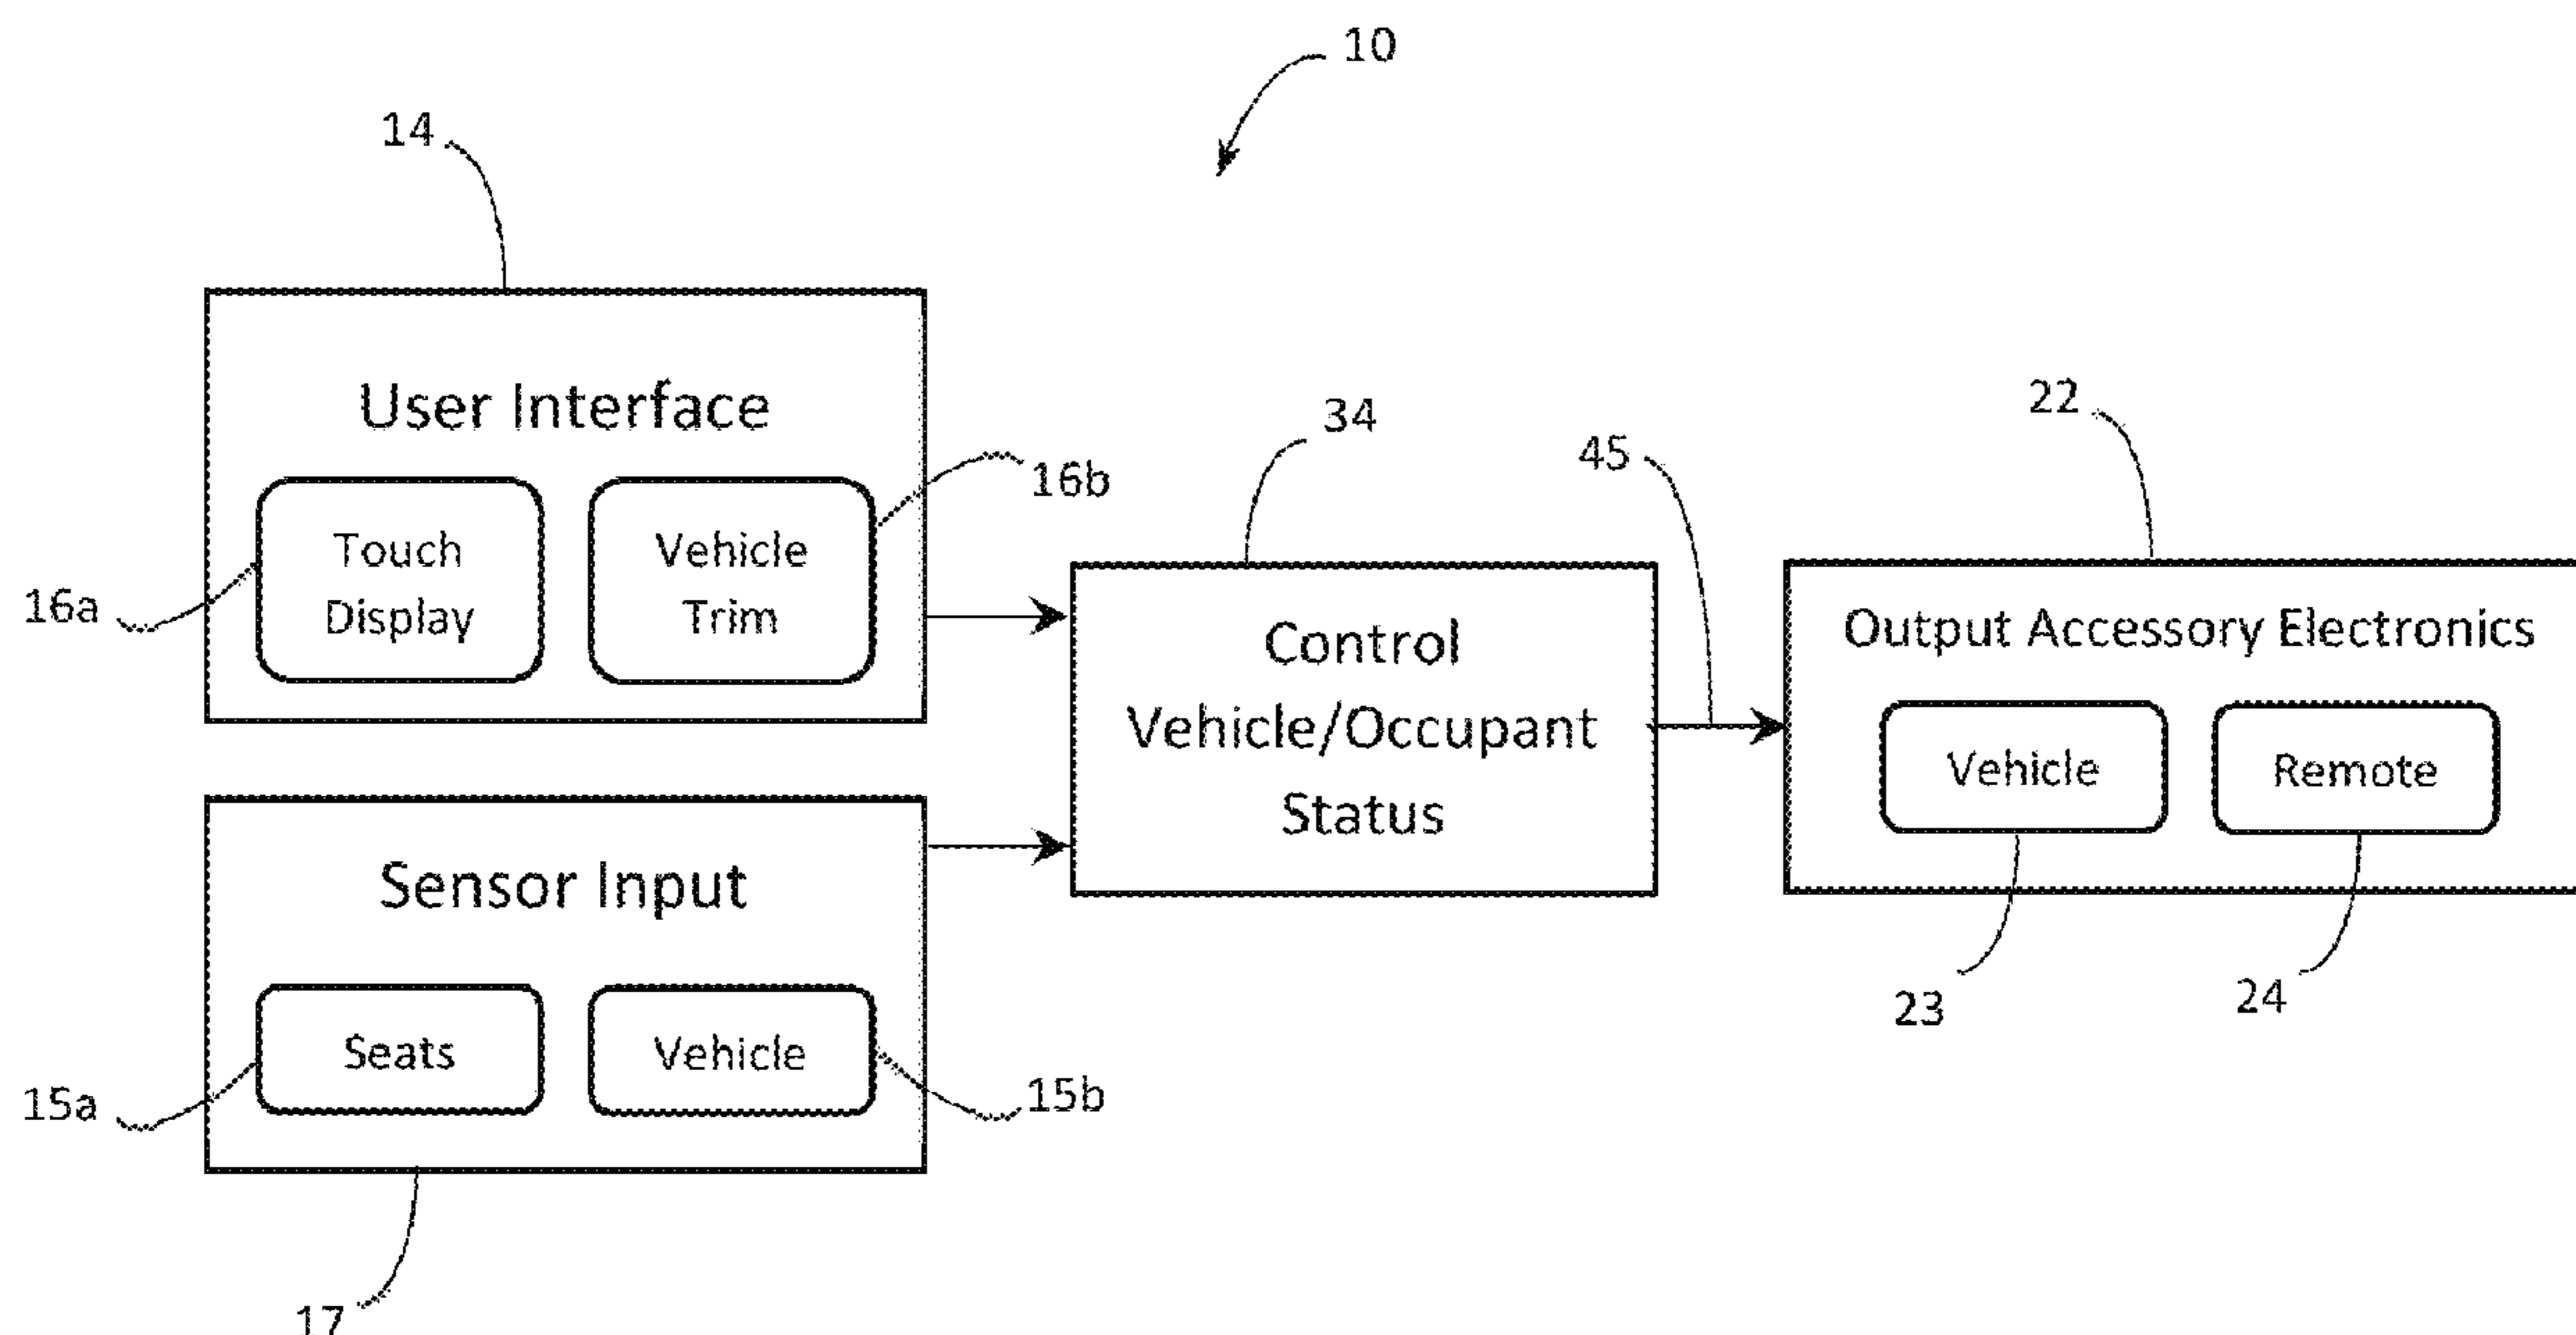 10
14
User Interface
16b
Touch
Display
Vehicle
Trim
16a
34
45
22
Control
Vehicle/Occupant
Status
Output Accessory Electronics
Vehicle
Remote
23
24
Sensor Input
Seats
Vehicle
15a
15b
17